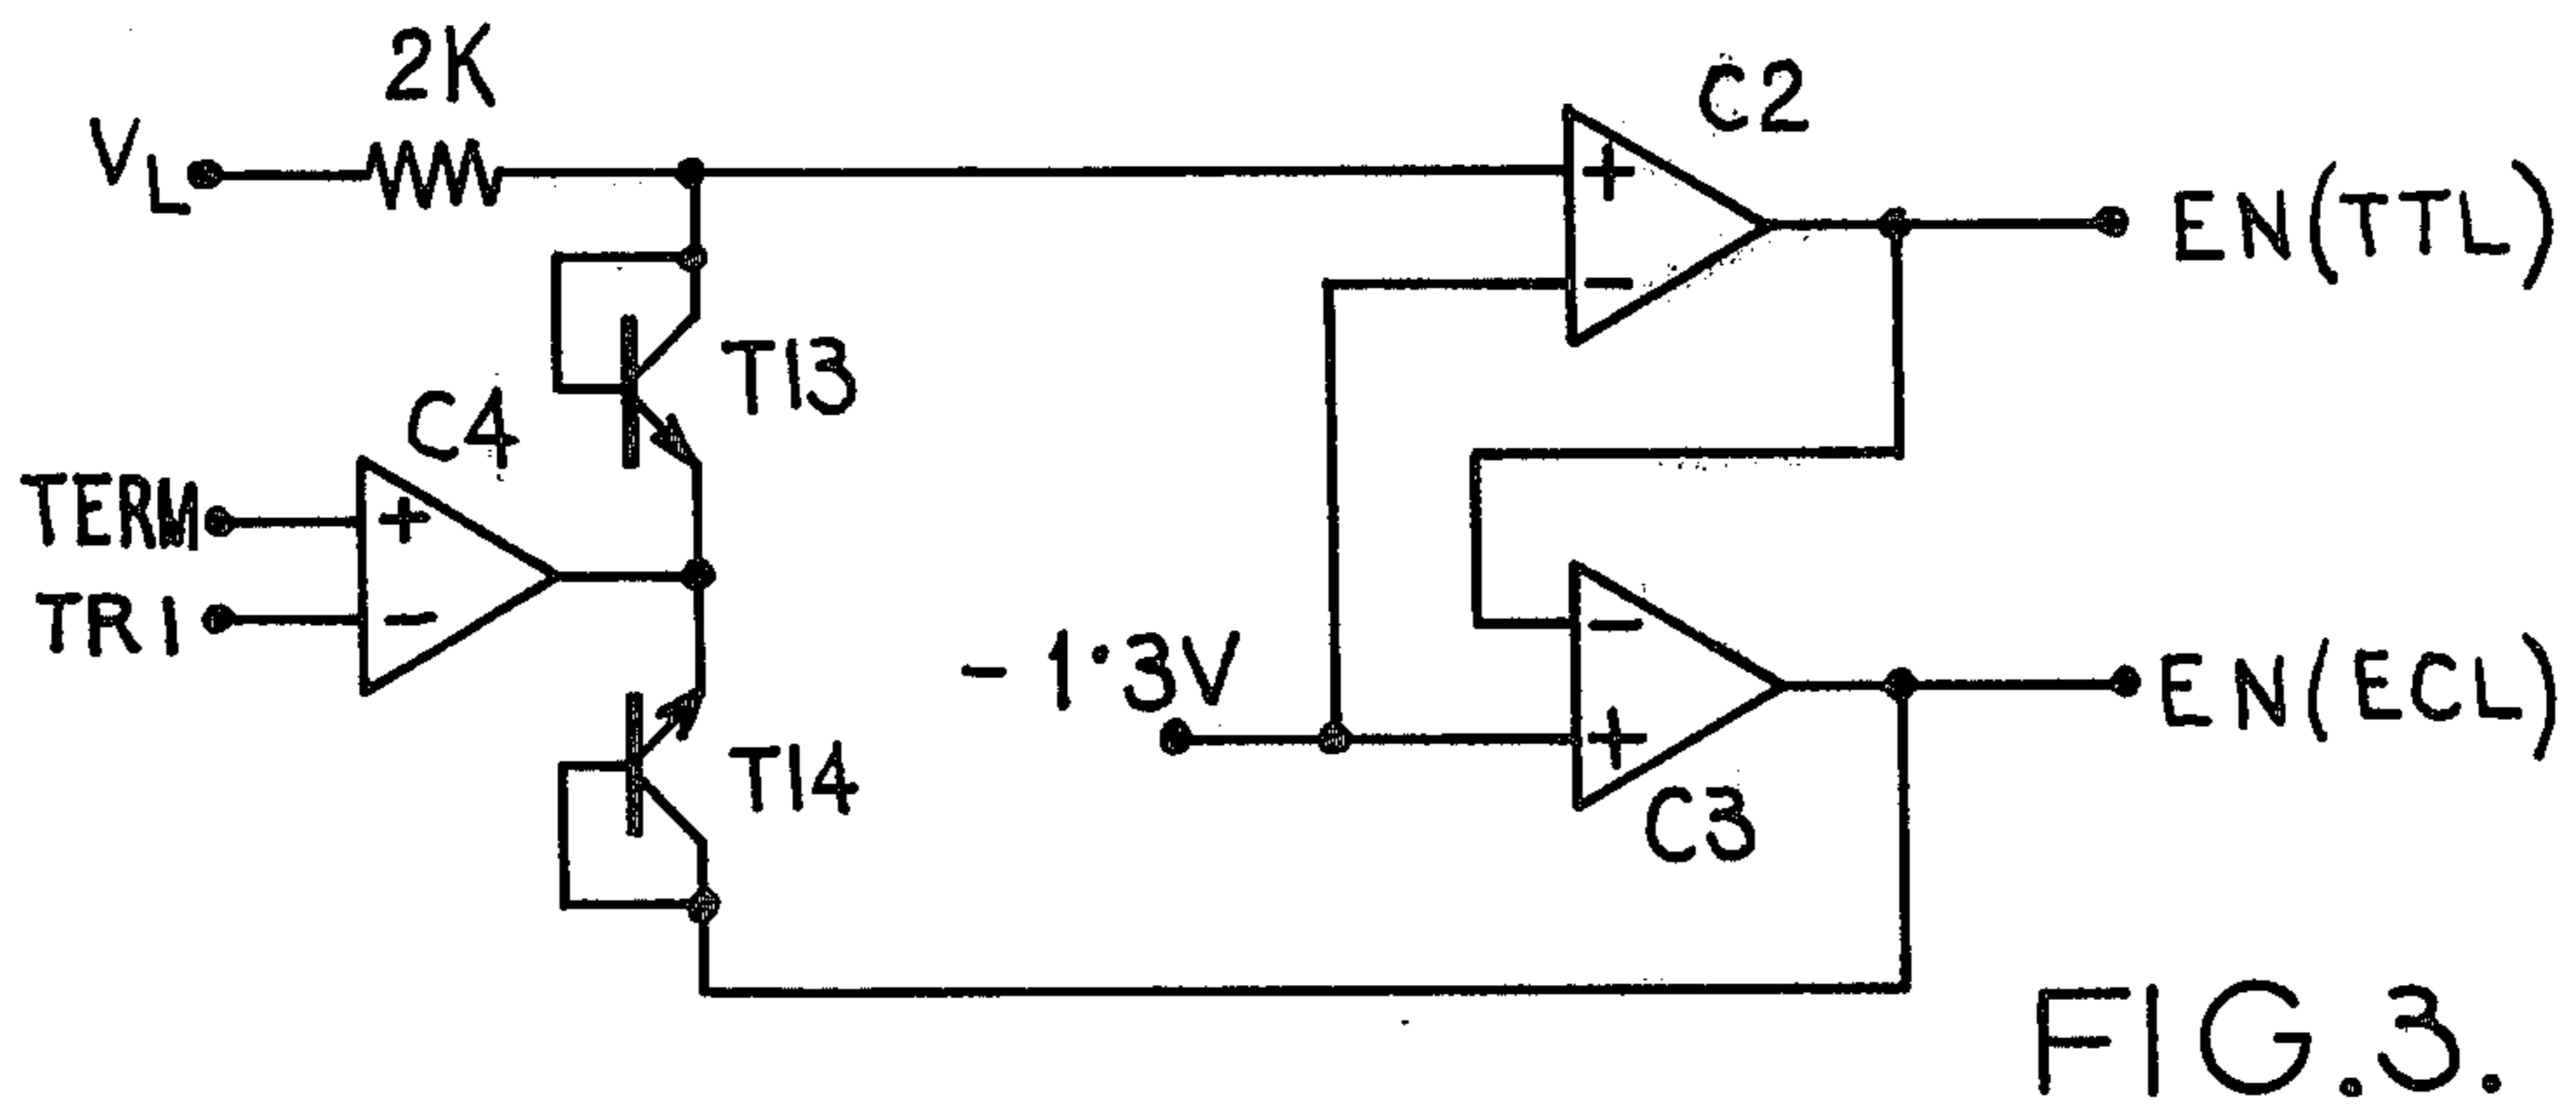 2K
VL
C2
+
−
EN(TTL)
T13
C4
TERM
+
TR1
−
−1·3V
−
+
EN(ECL)
T14
C3
FIG.3.